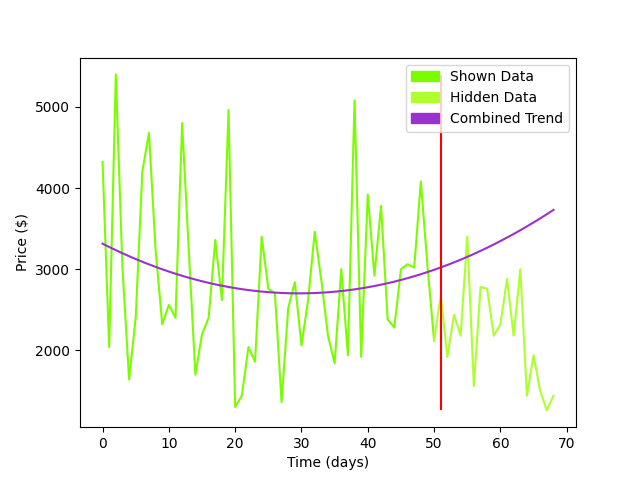 Shown Data
Hidden Data
Combined Trend
Price ($)
5000
4000
3000
2000
0 10 20 30 40 50 60 70
Time (days)